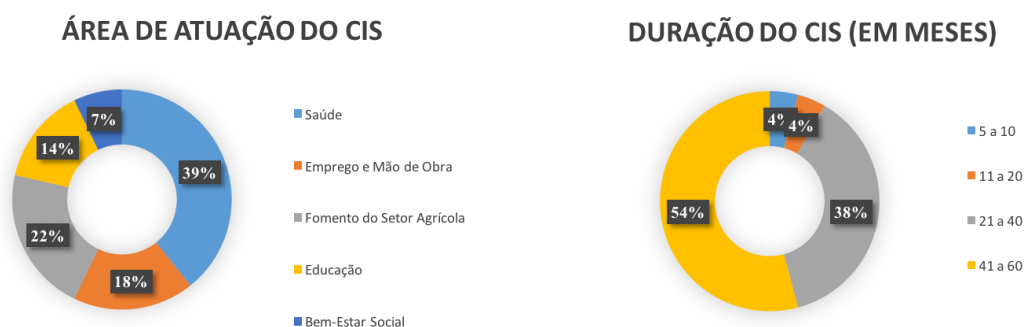 ÁREA DE ATUAÇÃO DO CIS
7%
14%
39%
22%
18%
Saúde
Emprego e Mão de Obra
Fomento do Setor Agrícola
Educação
Bem-Estar Social
DURAÇÃO DO CIS (EM MESES)
4%
4%
54%
38%
5 a 10
11 a 20
21 a 40
41 a 60